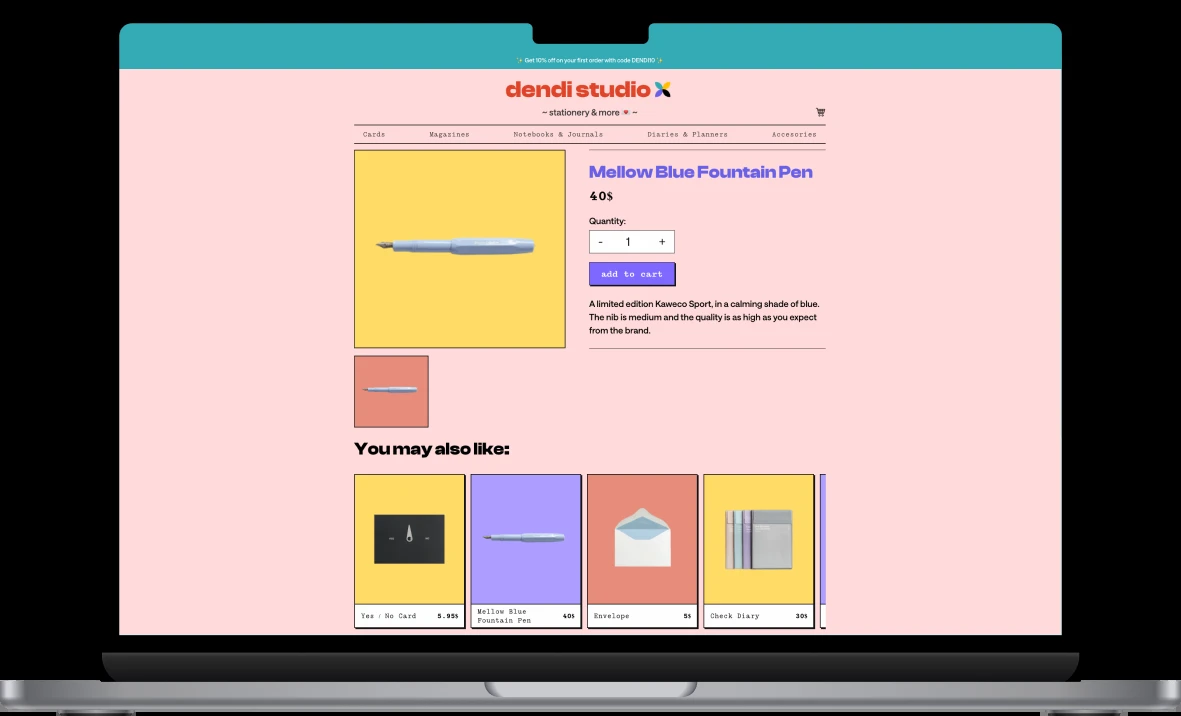 ✨ Get 10% off on your first order with code DENDI10 ✨
dendi studio
~ stationery & more 💌 ~
Cards Magazines Notebooks & Journals Diaries & Planners Accesories
Mellow Blue Fountain Pen
40$
Quantity:
- 1 +
add to cart
A limited edition Kaweco Sport, in a calming shade of blue.
The nib is medium and the quality is as high as you expect
from the brand.
You may also like:
Yes / No Card 5.95$
Mellow Blue
Fountain Pen 40$
Envelope 5$
Check Diary 30$